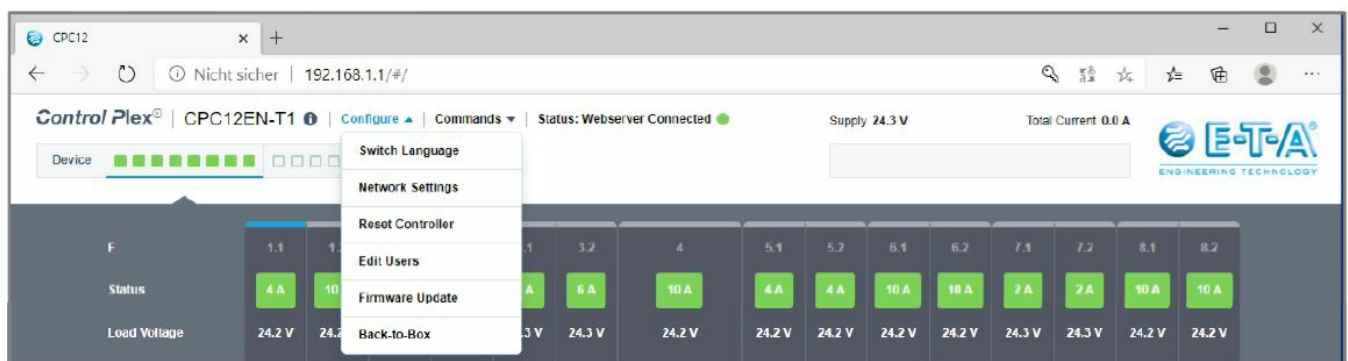 CPC12
Nicht sicher | 192.168.1.1/#/
Control Plex® | CPC12EN-T1 | Configure | Commands | Status: Webserver Connected Supply 24.3 V Total Current 0.0 A
E-T-A®
ENGINEERING TECHNOLOGY
Device
Switch Language
Network Settings
Reset Controller
Edit Users
Firmware Update
Back-to-Box
F 1.1 3.2 4 5.1 5.2 6.1 6.2 7.1 7.2 8.1 8.2
Status 4 A 10 A 6 A 10 A 4 A 4 A 10 A 10 A 2 A 2 A 10 A 10 A
Load Voltage 24.2 V 24.2 .3 V 24.3 V 24.2 V 24.2 V 24.2 V 24.2 V 24.2 V 24.3 V 24.3 V 24.2 V 24.2 V